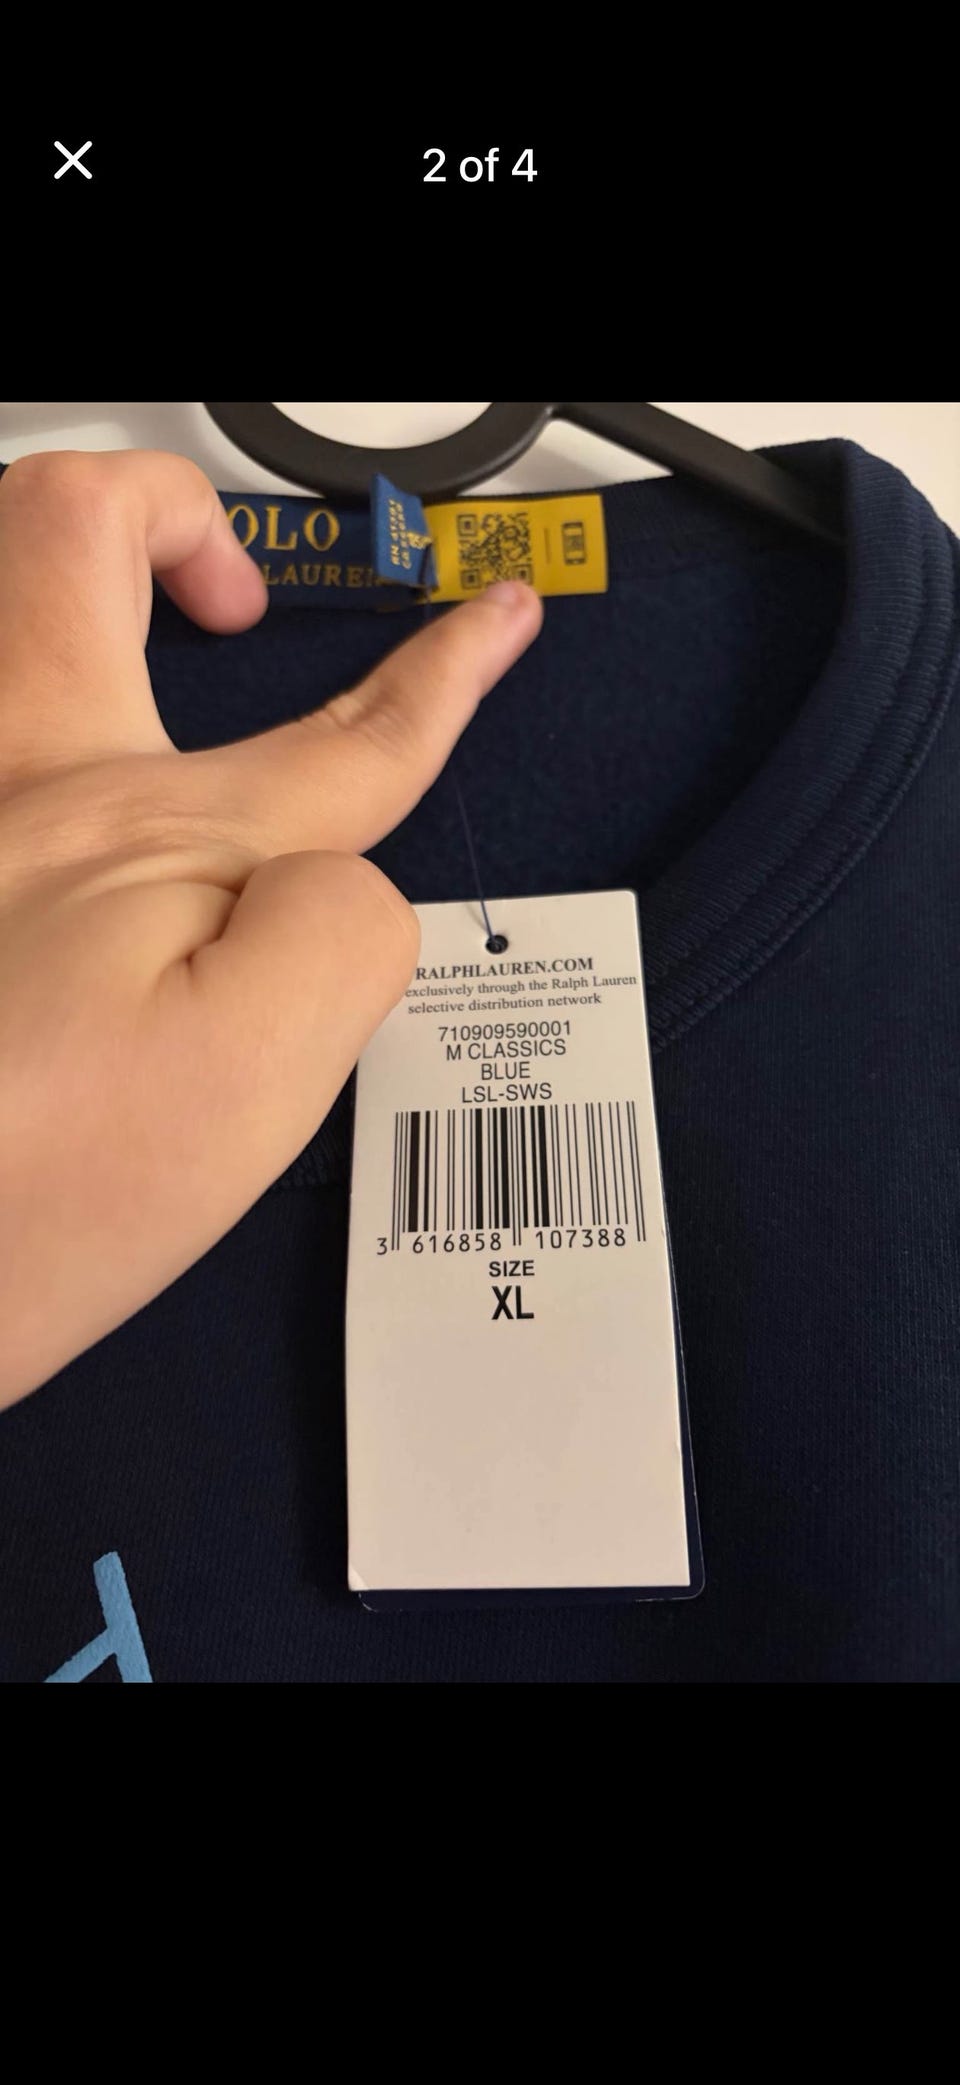 2 of 4
OLO
LAUREN
RALPHLAUREN.COM
exclusively through the Ralph Lauren
selective distribution network
710909590001
M CLASSICS
BLUE
LSL-SWS
3 616858 107388
SIZE
XL